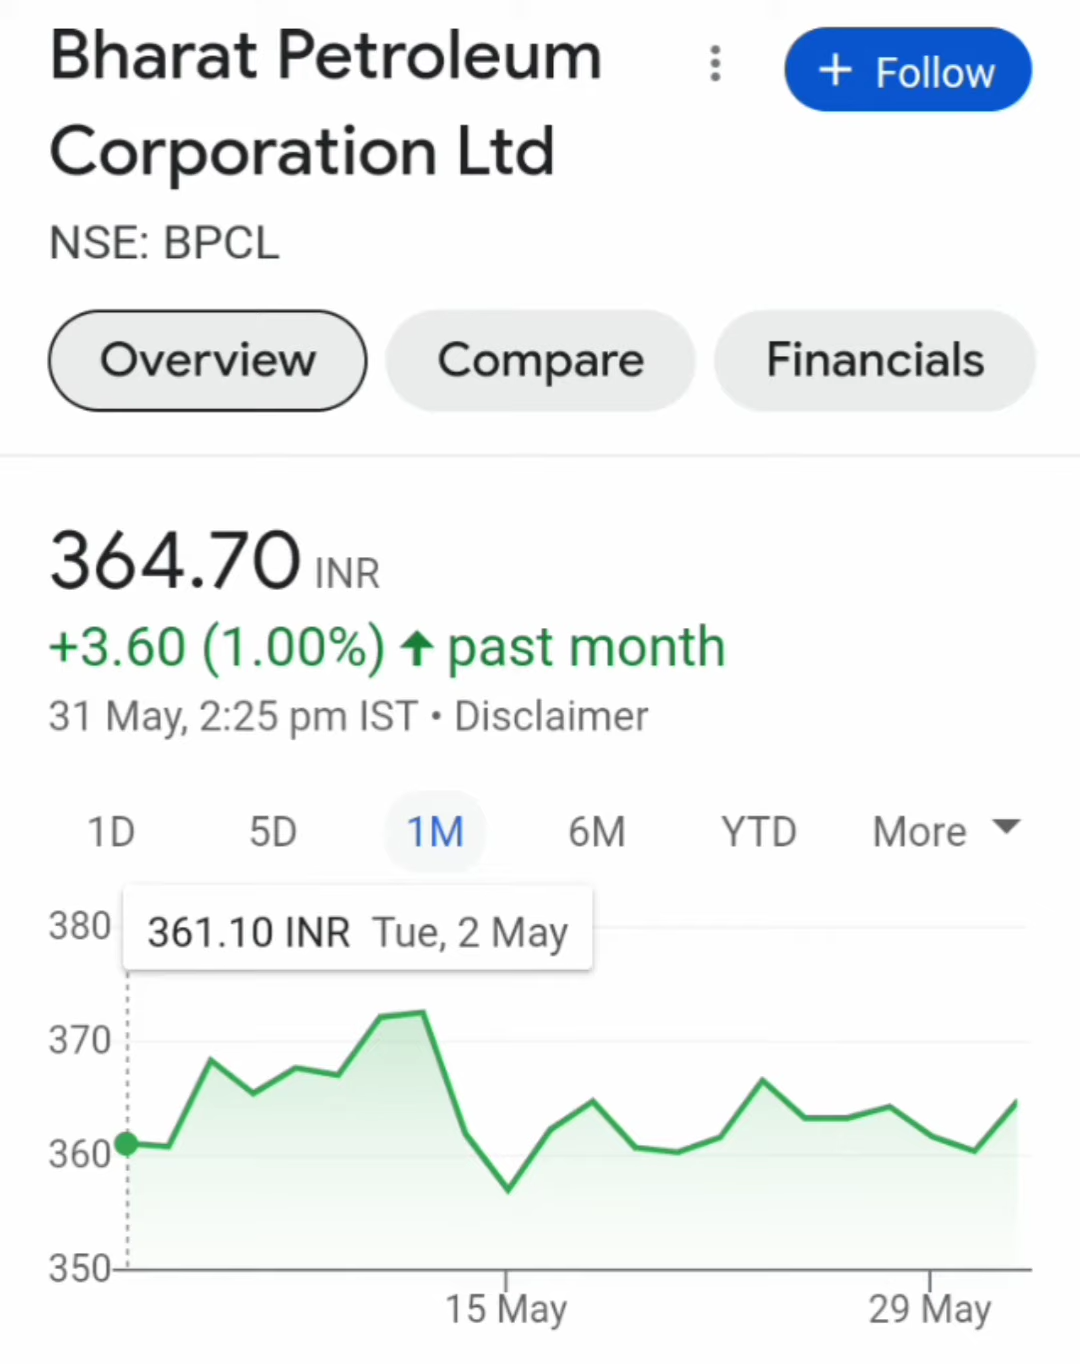 Bharat Petroleum
Corporation Ltd
+ Follow
NSE: BPCL
Overview
Compare
Financials
364.70 INR
+3.60 (1.00%) ↑ past month
31 May, 2:25 pm IST • Disclaimer
1D 5D 1M 6M YTD More
380
361.10 INR Tue, 2 May
370
360
350
15 May
29 May